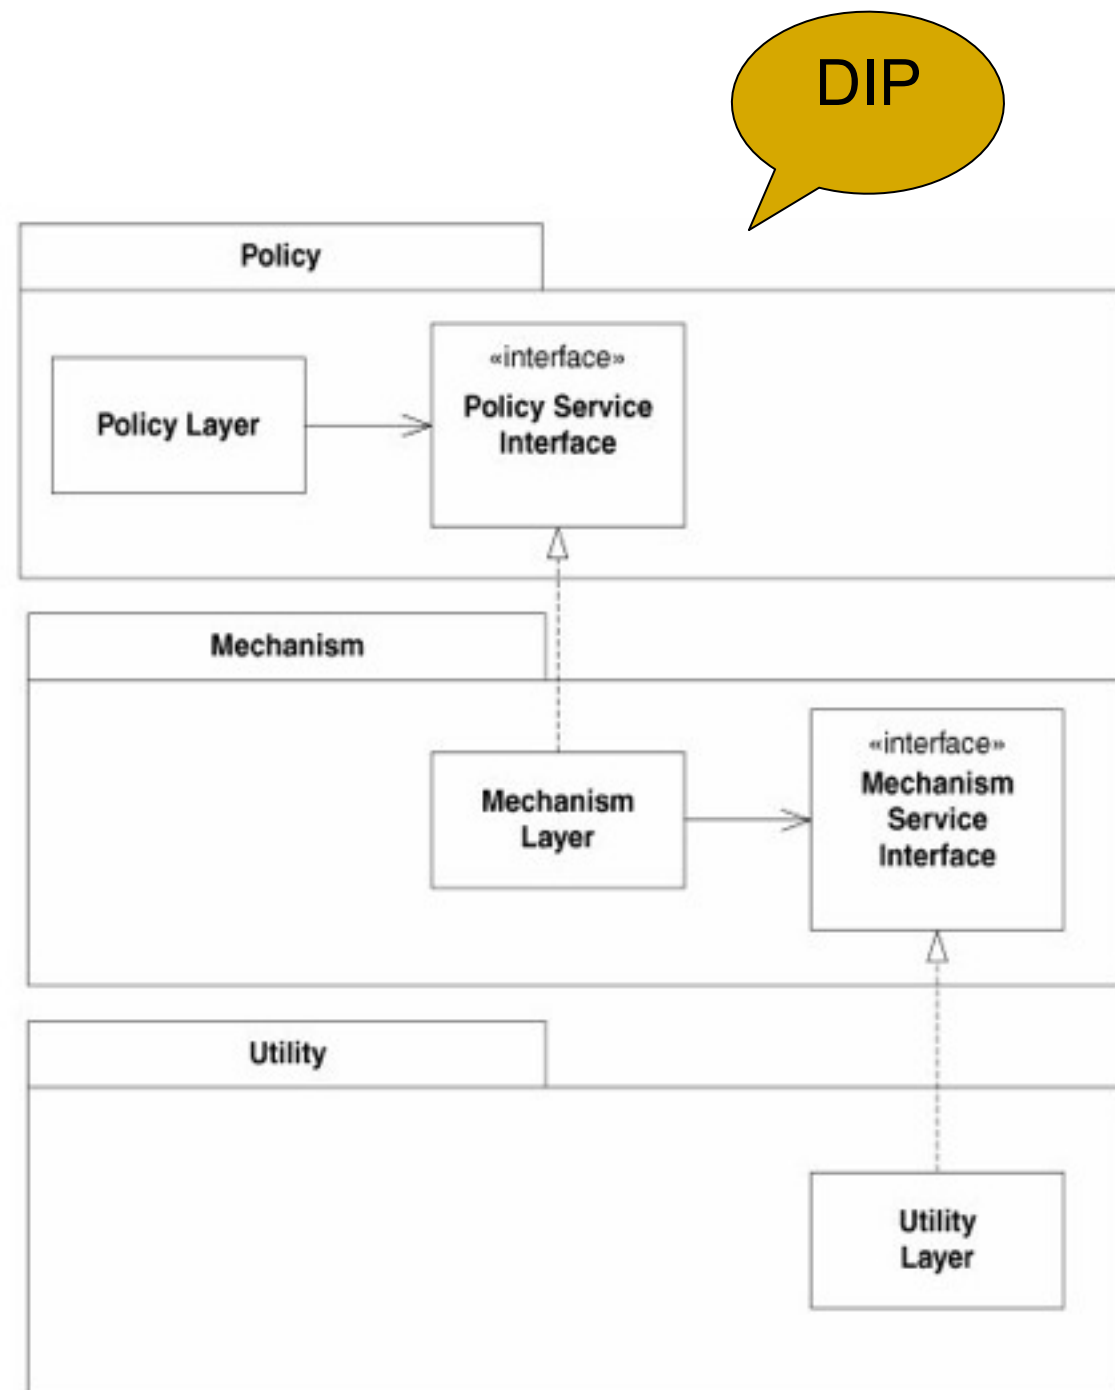 DIP
Policy
«interface»
Policy Layer
Policy Service
Interface
Mechanism
«interface»
Mechanism
Service
Interface
Mechanism
Layer
Utility
Utility
Layer